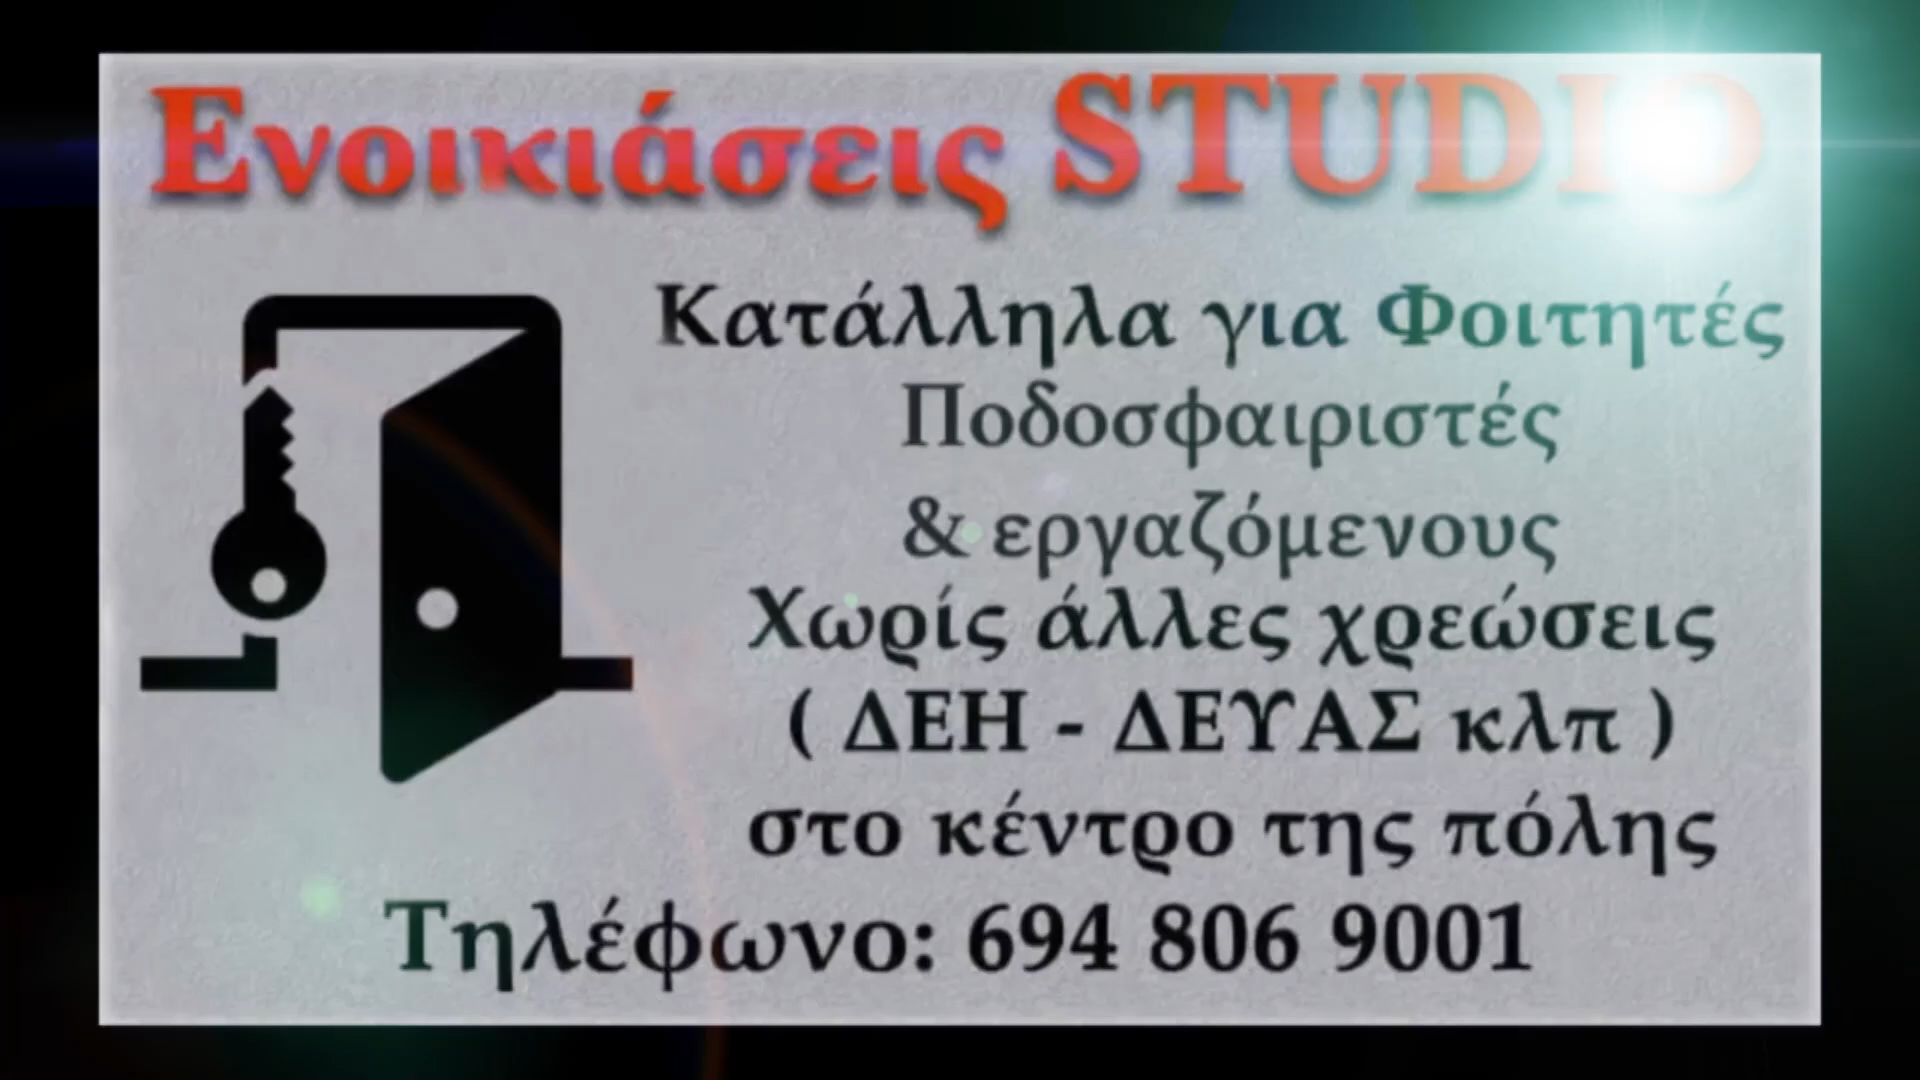 Ενοικιάσεις STUDIO
Κατάλληλα για Φοιτητές
Ποδοσφαιριστές
& εργαζόμενους
Χωρίς άλλες χρεώσεις
( ΔΕΗ - ΔΕΥΑΣ κλπ )
στο κέντρο της πόλης
Τηλέφωνο: 694 806 9001